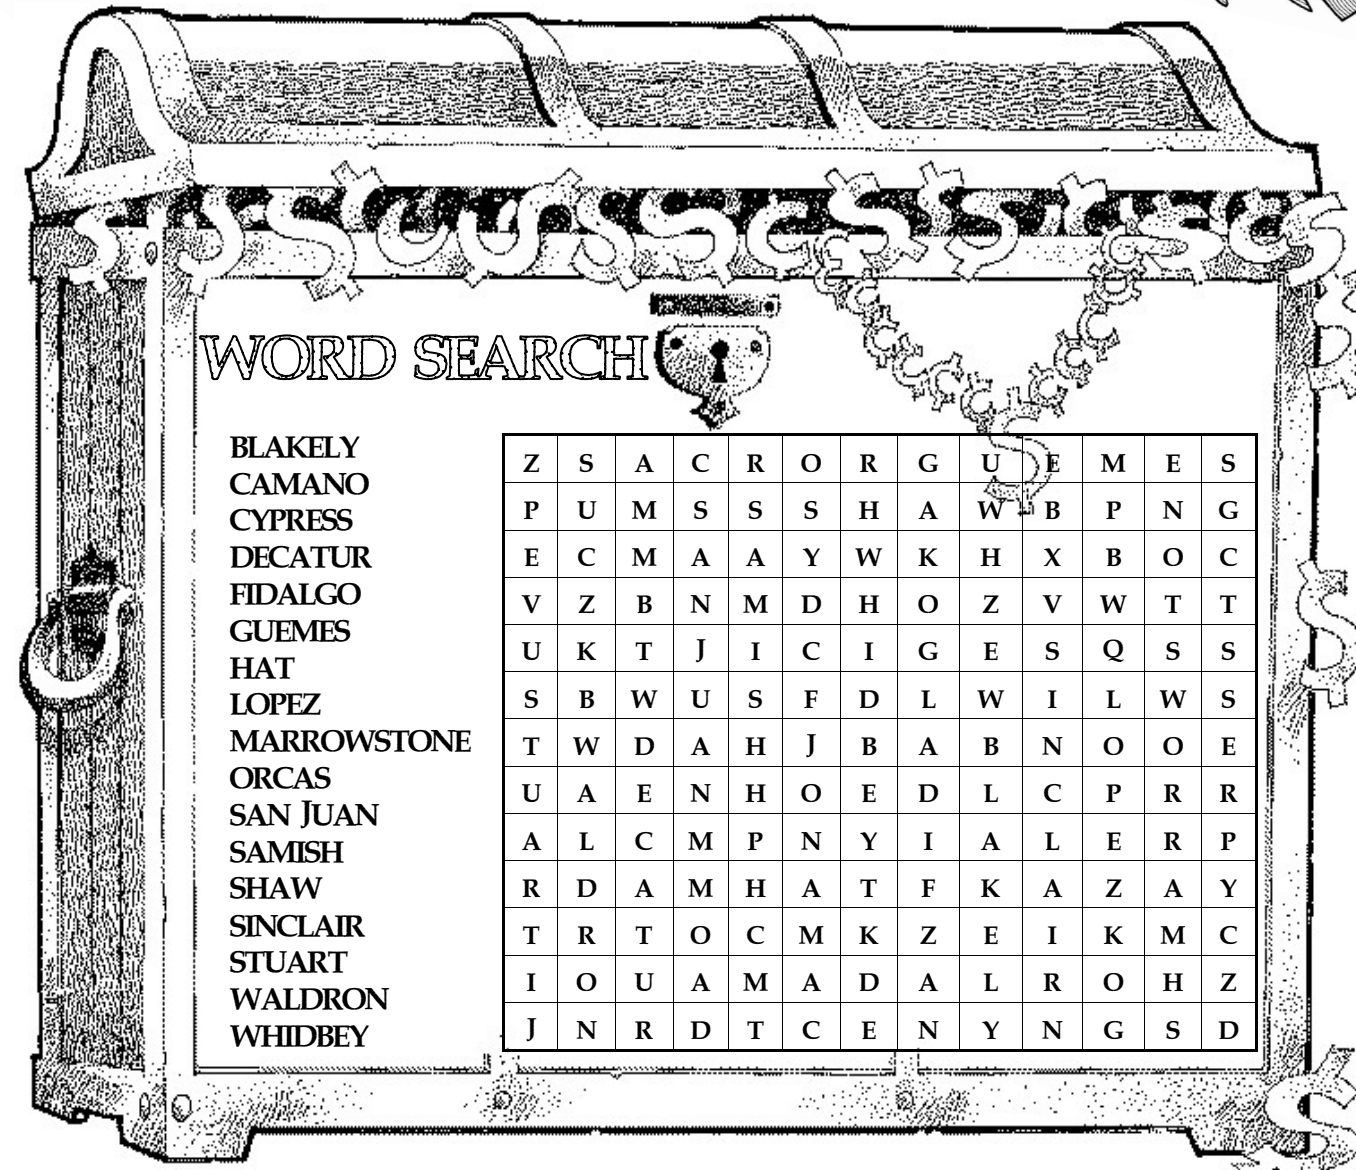 WORD SEARCH
BLAKELY
CAMANO
CYPRESS
DECATUR
FIDALGO
GUEMES
HAT
LOPEZ
MARROWSTONE
ORCAS
SAN JUAN
SAMISH
SHAW
SINCLAIR
STUART
WALDRON
WHIDBEY
Z S A C R O R G U E M E S
P U M S S S H A W B P N G
E C M A A Y W K H X B O C
V Z B N M D H O Z V W T T
U K T J I C I G E S Q S S
S B W U S F D L W I L W S
T W D A H J B A B N O O E
U A E N H O E D L C P R R
A L C M P N Y I A L E R P
R D A M H A T F K A Z A Y
T R T O C M K Z E I K M C
I O U A M A D A L R O H Z
J N R D T C E N Y N G S D